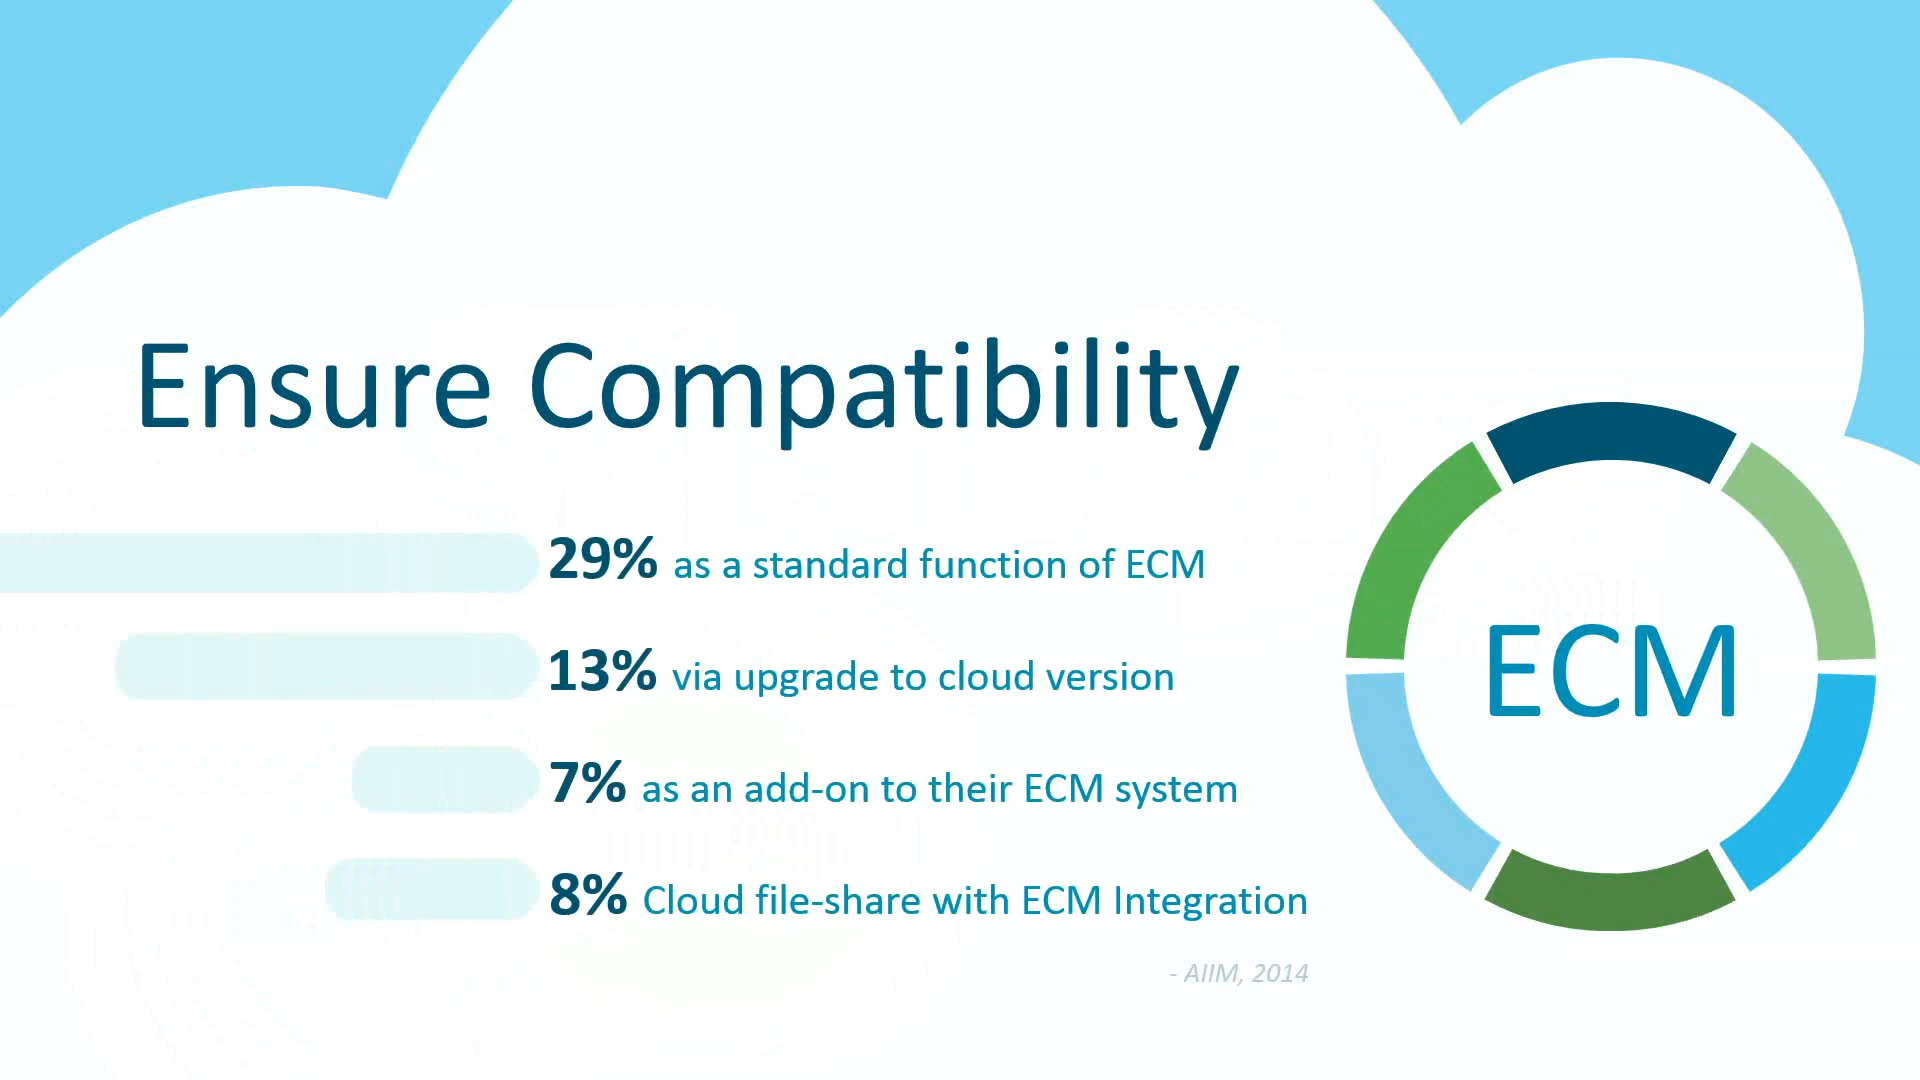 Ensure Compatibility
29% as a standard function of ECM
13% via upgrade to cloud version
7% as an add-on to their ECM system
8% Cloud file-share with ECM Integration
- AIIM, 2014
ECM